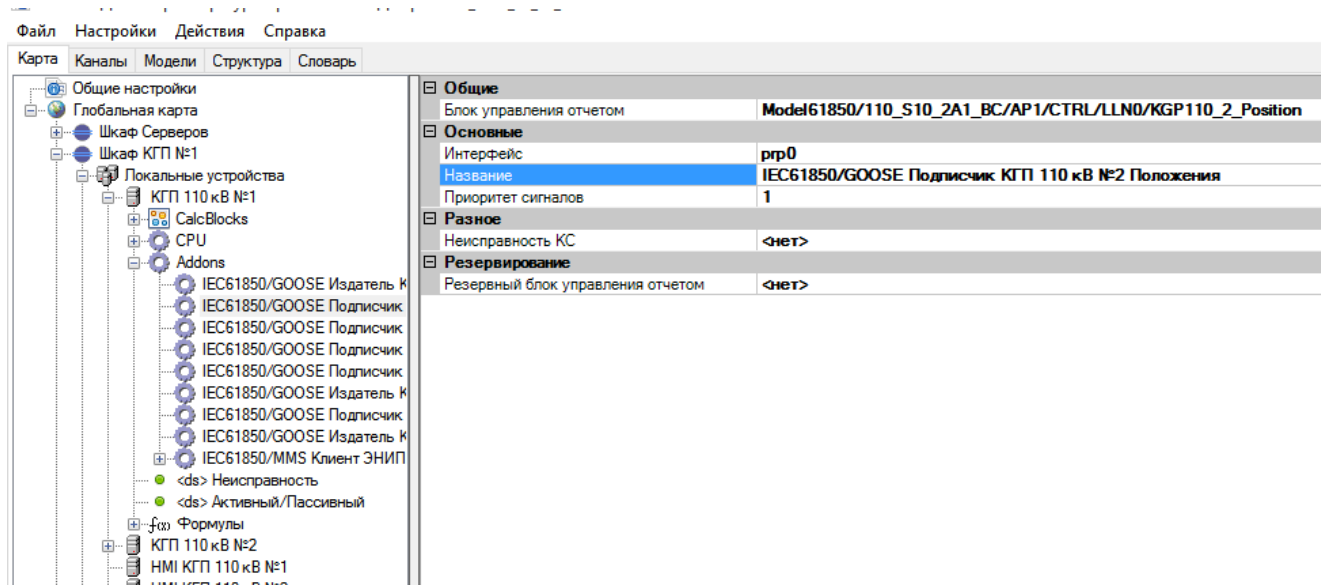 Файл Настройки Действия Справка
Карта Каналы Модели Структура Словарь
Общие настройки
Глобальная карта
Шкаф Серверов
Шкаф КГП №1
Локальные устройства
КГП 110 кВ №1
CalcBlocks
CPU
Addons
IEC61850/GOOSE Издатель К
IEC61850/GOOSE Подписчик
IEC61850/GOOSE Подписчик
IEC61850/GOOSE Подписчик
IEC61850/GOOSE Подписчик
IEC61850/GOOSE Издатель К
IEC61850/GOOSE Подписчик
IEC61850/GOOSE Издатель К
IEC61850/MMS Клиент ЭНИП
<ds> Неисправность
<ds> Активный/Пассивный
f(x) Формулы
КГП 110 кВ №2
HMI КГП 110 кВ №1
Общие
Блок управления отчетом Model61850/110_S10_2A1_BC/AP1/CTRL/LLN0/KGP110_2_Position
Основные
Интерфейс prp0
Название IEC61850/GOOSE Подписчик КГП 110 кВ №2 Положения
Приоритет сигналов 1
Разное
Неисправность КС <нет>
Резервирование
Резервный блок управления отчетом <нет>